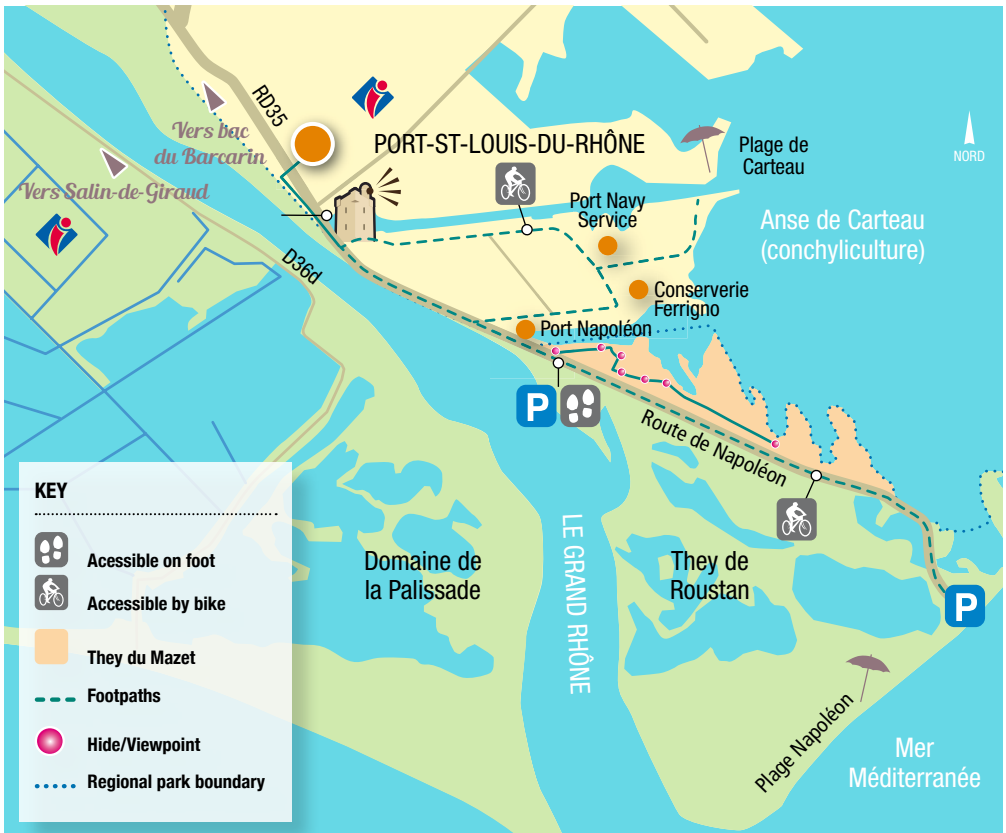 RD35
Vers bac
du Barcarin
Vers Salin-de-Giraud
PORT-ST-LOUIS-DU-RHÔNE
Plage de
Carteau
NORD
Port Navy
Service
Anse de Carteau
(conchyliculture)
D36d
Conserverie
Ferrigno
Port Napoléon
P
Route de Napoléon
KEY
Acessible on foot
Accessible by bike
They du Mazet
Footpaths
Hide/Viewpoint
Regional park boundary
Domaine de
la Palissade
LE GRAND RHÔNE
They de
Roustan
P
Plage Napoléon
Mer
Méditerranée